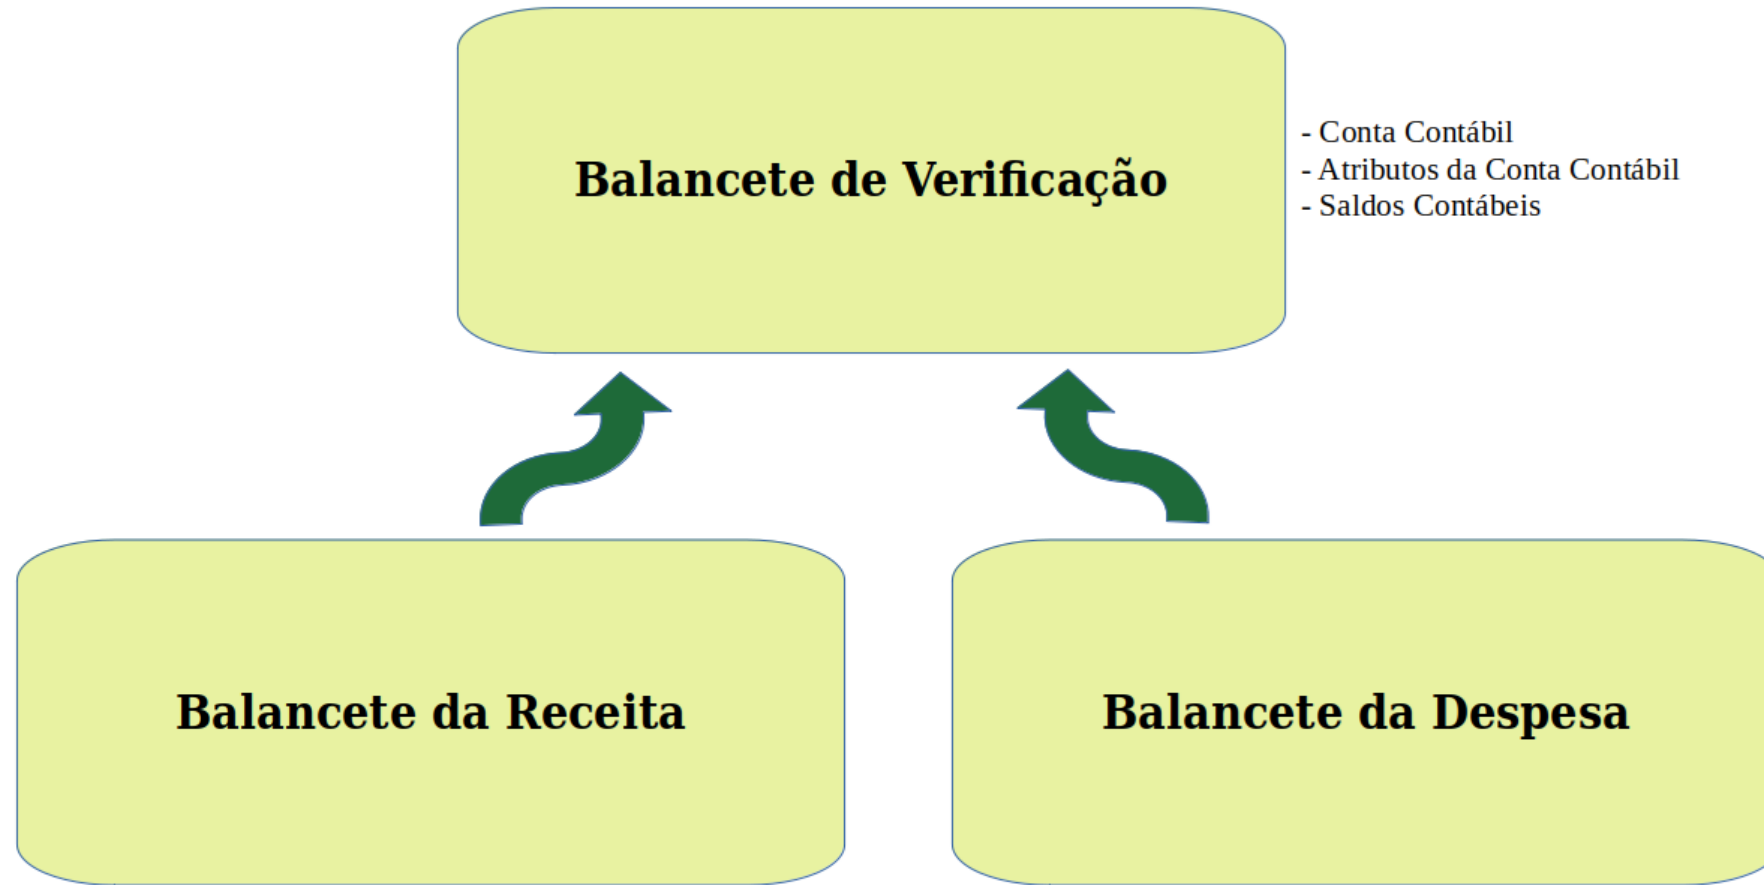 Balancete de Verificação
- Conta Contábil
- Atributos da Conta Contábil
- Saldos Contábeis
Balancete da Receita
Balancete da Despesa